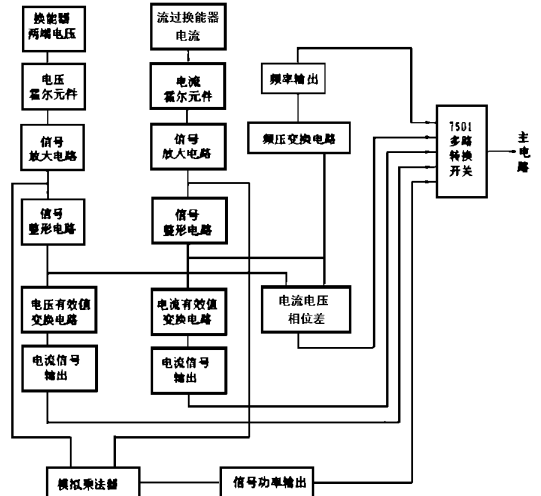 换能器
两端电压
流过换能器
电流
电压
霍尔元件
电流
霍尔元件
频率输出
信号
放大电路
信号
放大电路
频压变换电路
7501
多路
转换
开关
主
电
路
信号
整形电路
信号
整形电路
电压有效值
变换电路
电流有效值
变换电路
电流电压
相位差
电流信号
输出
电流信号
输出
模拟乘法器
信号功率输出